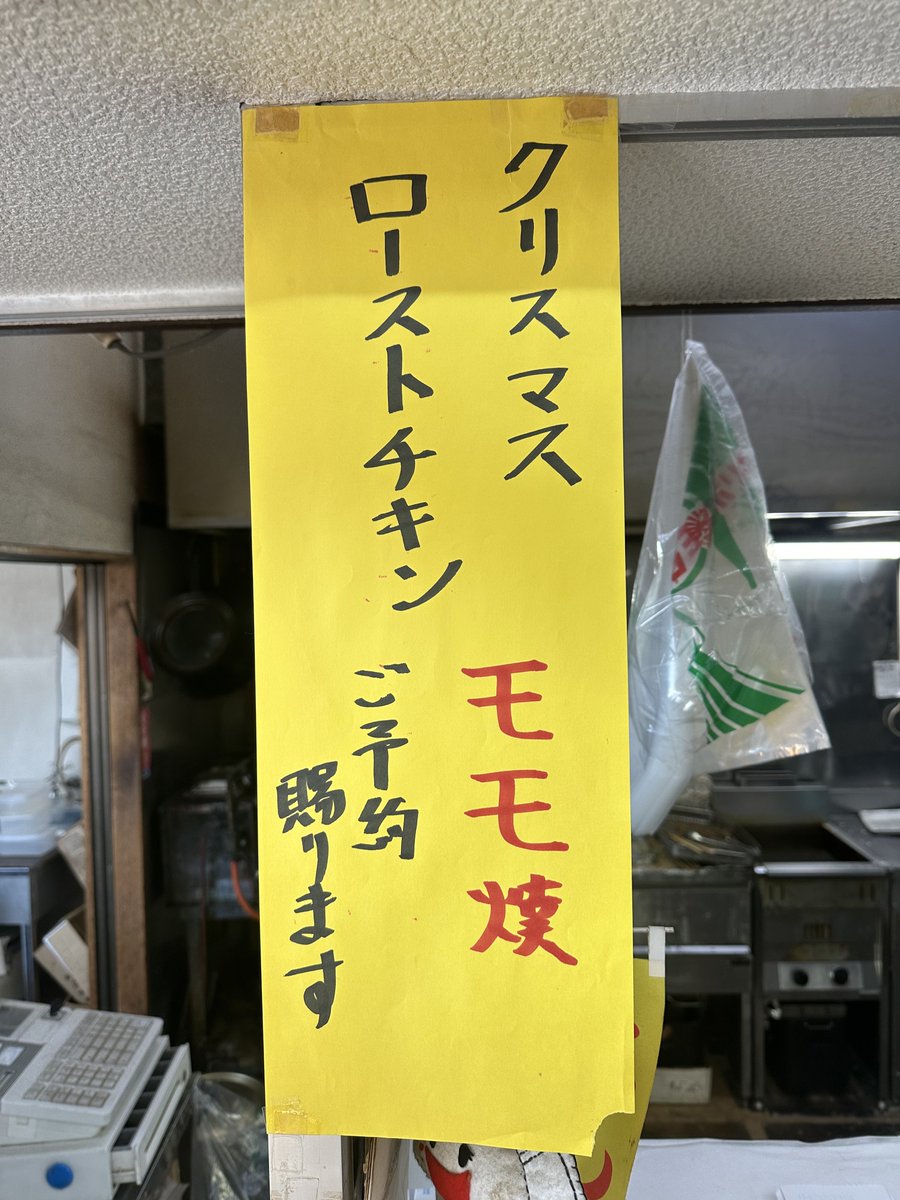 クリスマス モモ焼
ローストチキン ご予約
賜ります